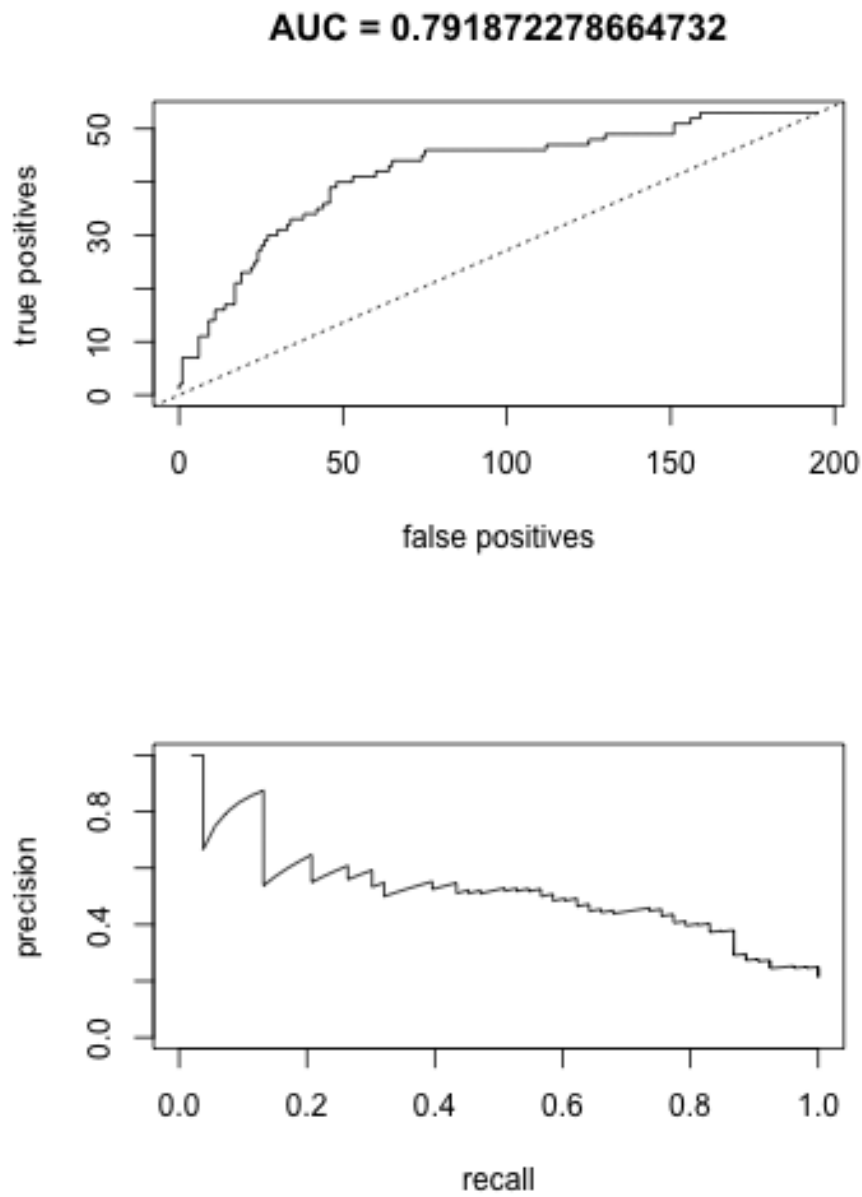 AUC = 0.791872278664732
true positives
50
30
10
0
0 50 100 150 200
false positives
precision
0.8
0.4
0.0
0.0 0.2 0.4 0.6 0.8 1.0
recall